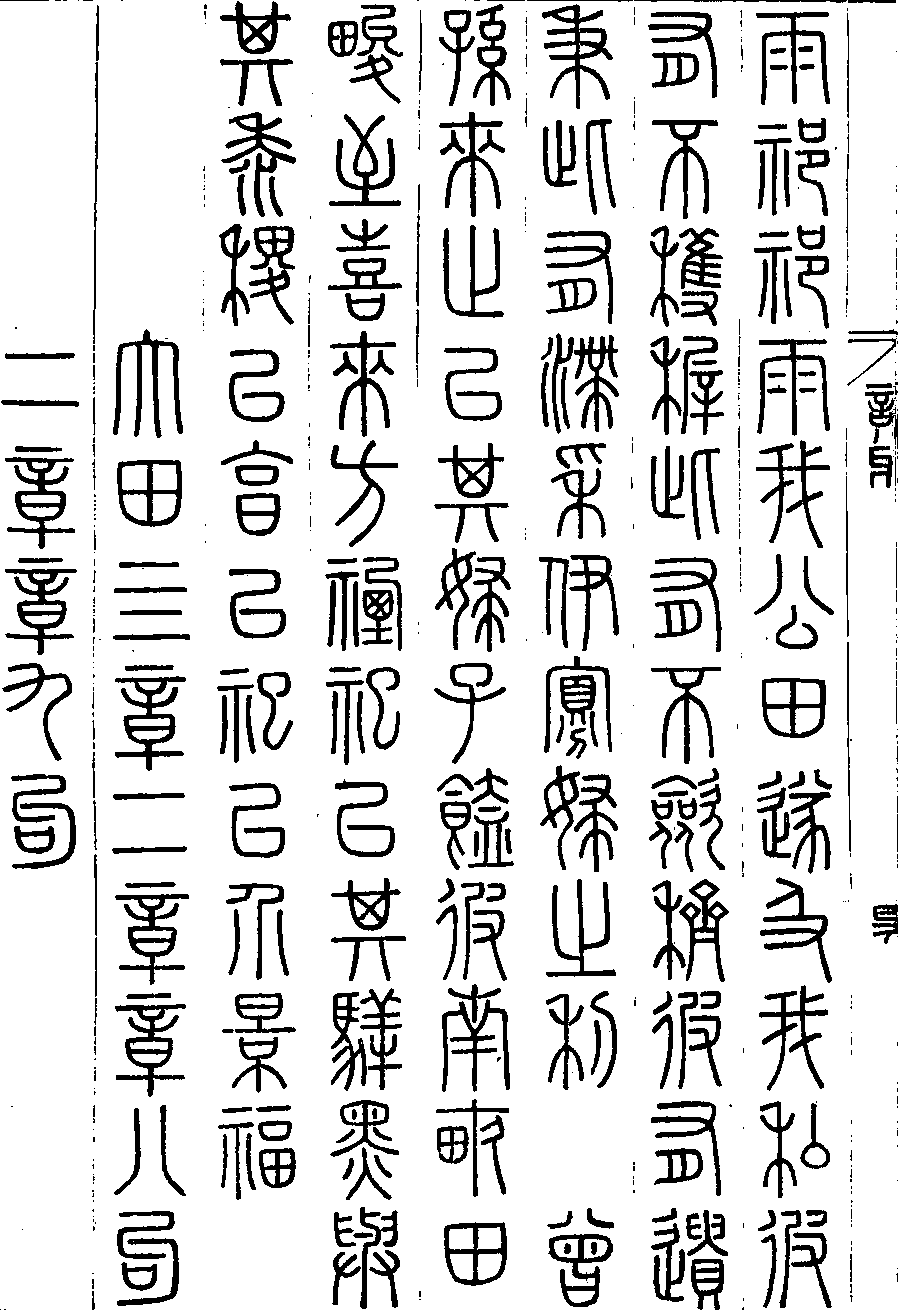 雨祁祁雨我公田遂及我私彼
有不穫穉此有不斂穧彼有遺
秉此有滯穗伊寡婦之利 曾
孫來止以其婦子饁彼南畝田
畯至喜來方禋祀以其騂黑與
其黍稷以享以祀以介景福
大田四章二章章八句
二章章九句